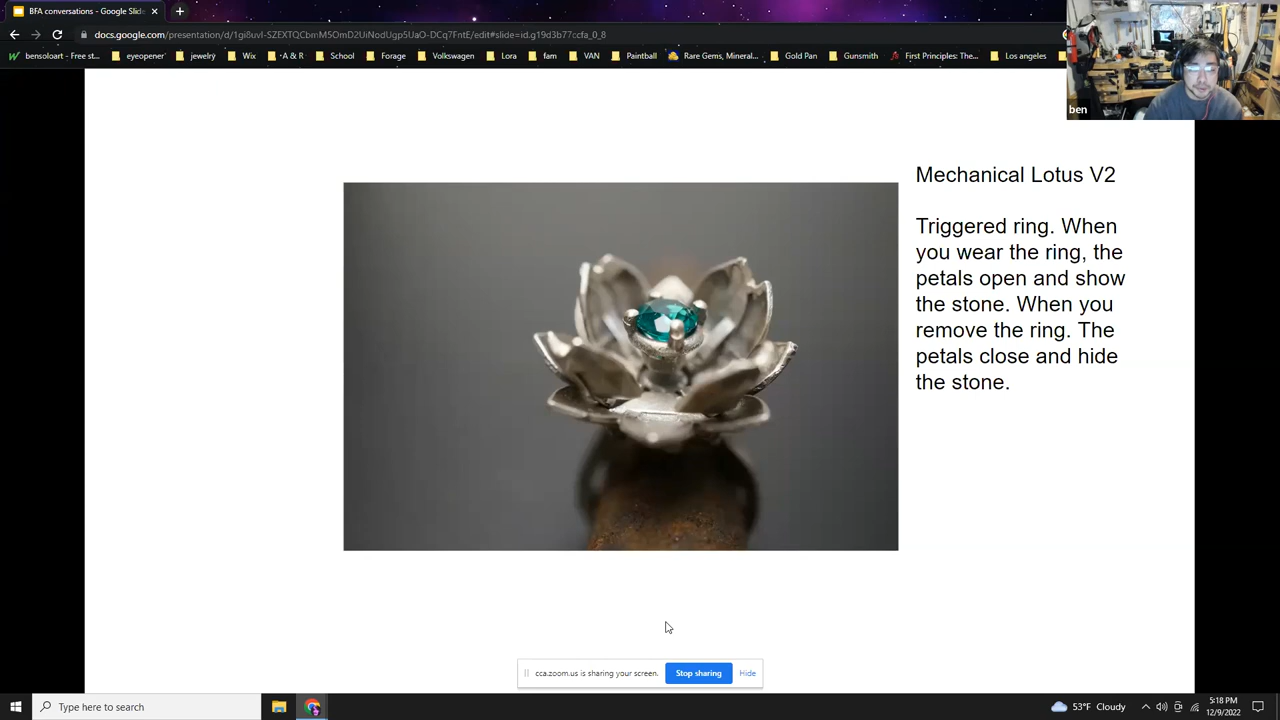 BFA conversations - Google Slid
docs.google.com/presentation/d/1gi8uvI-SZEXTQCbmM5OmD2UiNodUgp5UaO-DCq7FntE/edit#slide=id.g19d3b77ccfa_0_8
bensoloart - Free st... eyeopener' jewelry Wix A & R School Forage Volkswagen Lora fam VAN Paintball Rare Gems, Mineral... Gold Pan Gunsmith First Principles: The... Los angeles
ben
Mechanical Lotus V2
Triggered ring. When
you wear the ring, the
petals open and show
the stone. When you
remove the ring. The
petals close and hide
the stone.
cca.zoom.us is sharing your screen. Stop sharing Hide
Type here to search
53°F Cloudy
5:18 PM
12/9/2022